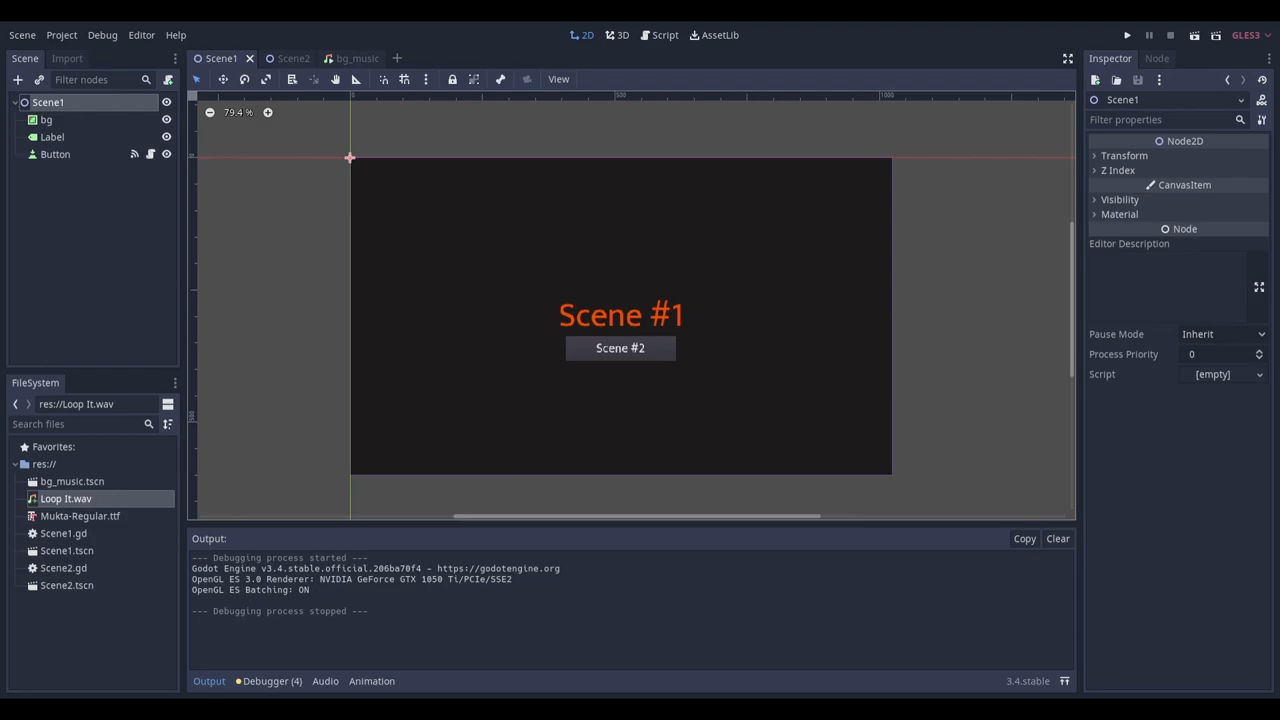 Scene Project Debug Editor Help
2D 3D Script AssetLib
GLES3
Scene Import
Filter nodes
Scene1
bg
Label
Button
FileSystem
res://Loop It.wav
Search files
Favorites:
res://
bg_music.tscn
Loop It.wav
Mukta-Regular.ttf
Scene1.gd
Scene1.tscn
Scene2.gd
Scene2.tscn
Scene1 Scene2 bg_music
View
0 500 1000
79.4 %
0
500
Scene #1
Scene #2
Output: Copy Clear
--- Debugging process started ---
Godot Engine v3.4.stable.official.206ba70f4 - https://godotengine.org
OpenGL ES 3.0 Renderer: NVIDIA GeForce GTX 1050 Ti/PCIe/SSE2
OpenGL ES Batching: ON
--- Debugging process stopped ---
Output Debugger (4) Audio Animation 3.4.stable
Inspector Node
Scene1
Filter properties
Node2D
Transform
Z Index
CanvasItem
Visibility
Material
Node
Editor Description
Pause Mode Inherit
Process Priority 0
Script [empty]